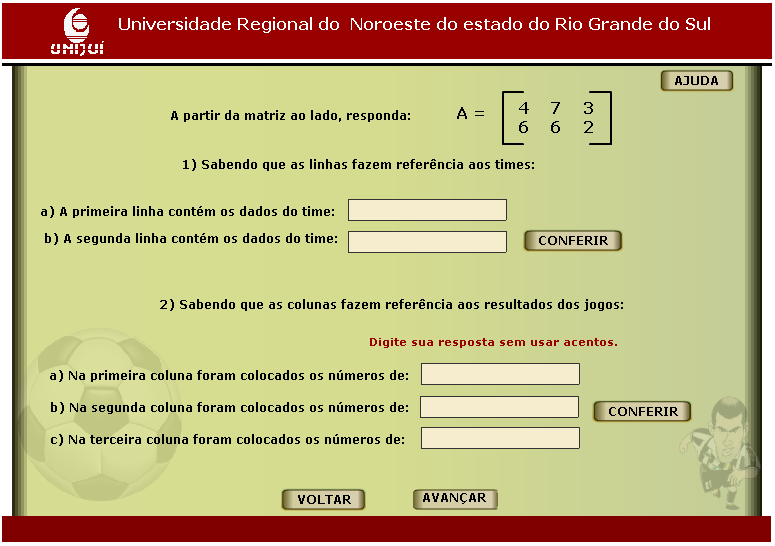 UNIJUÍ
Universidade Regional do Noroeste do estado do Rio Grande do Sul
AJUDA
A partir da matriz ao lado, responda:
A =
4 7 3
6 6 2
1) Sabendo que as linhas fazem referência aos times:
a) A primeira linha contém os dados do time:
b) A segunda linha contém os dados do time:
CONFERIR
2) Sabendo que as colunas fazem referência aos resultados dos jogos:
Digite sua resposta sem usar acentos.
a) Na primeira coluna foram colocados os números de:
b) Na segunda coluna foram colocados os números de:
CONFERIR
c) Na terceira coluna foram colocados os números de:
VOLTAR
AVANÇAR